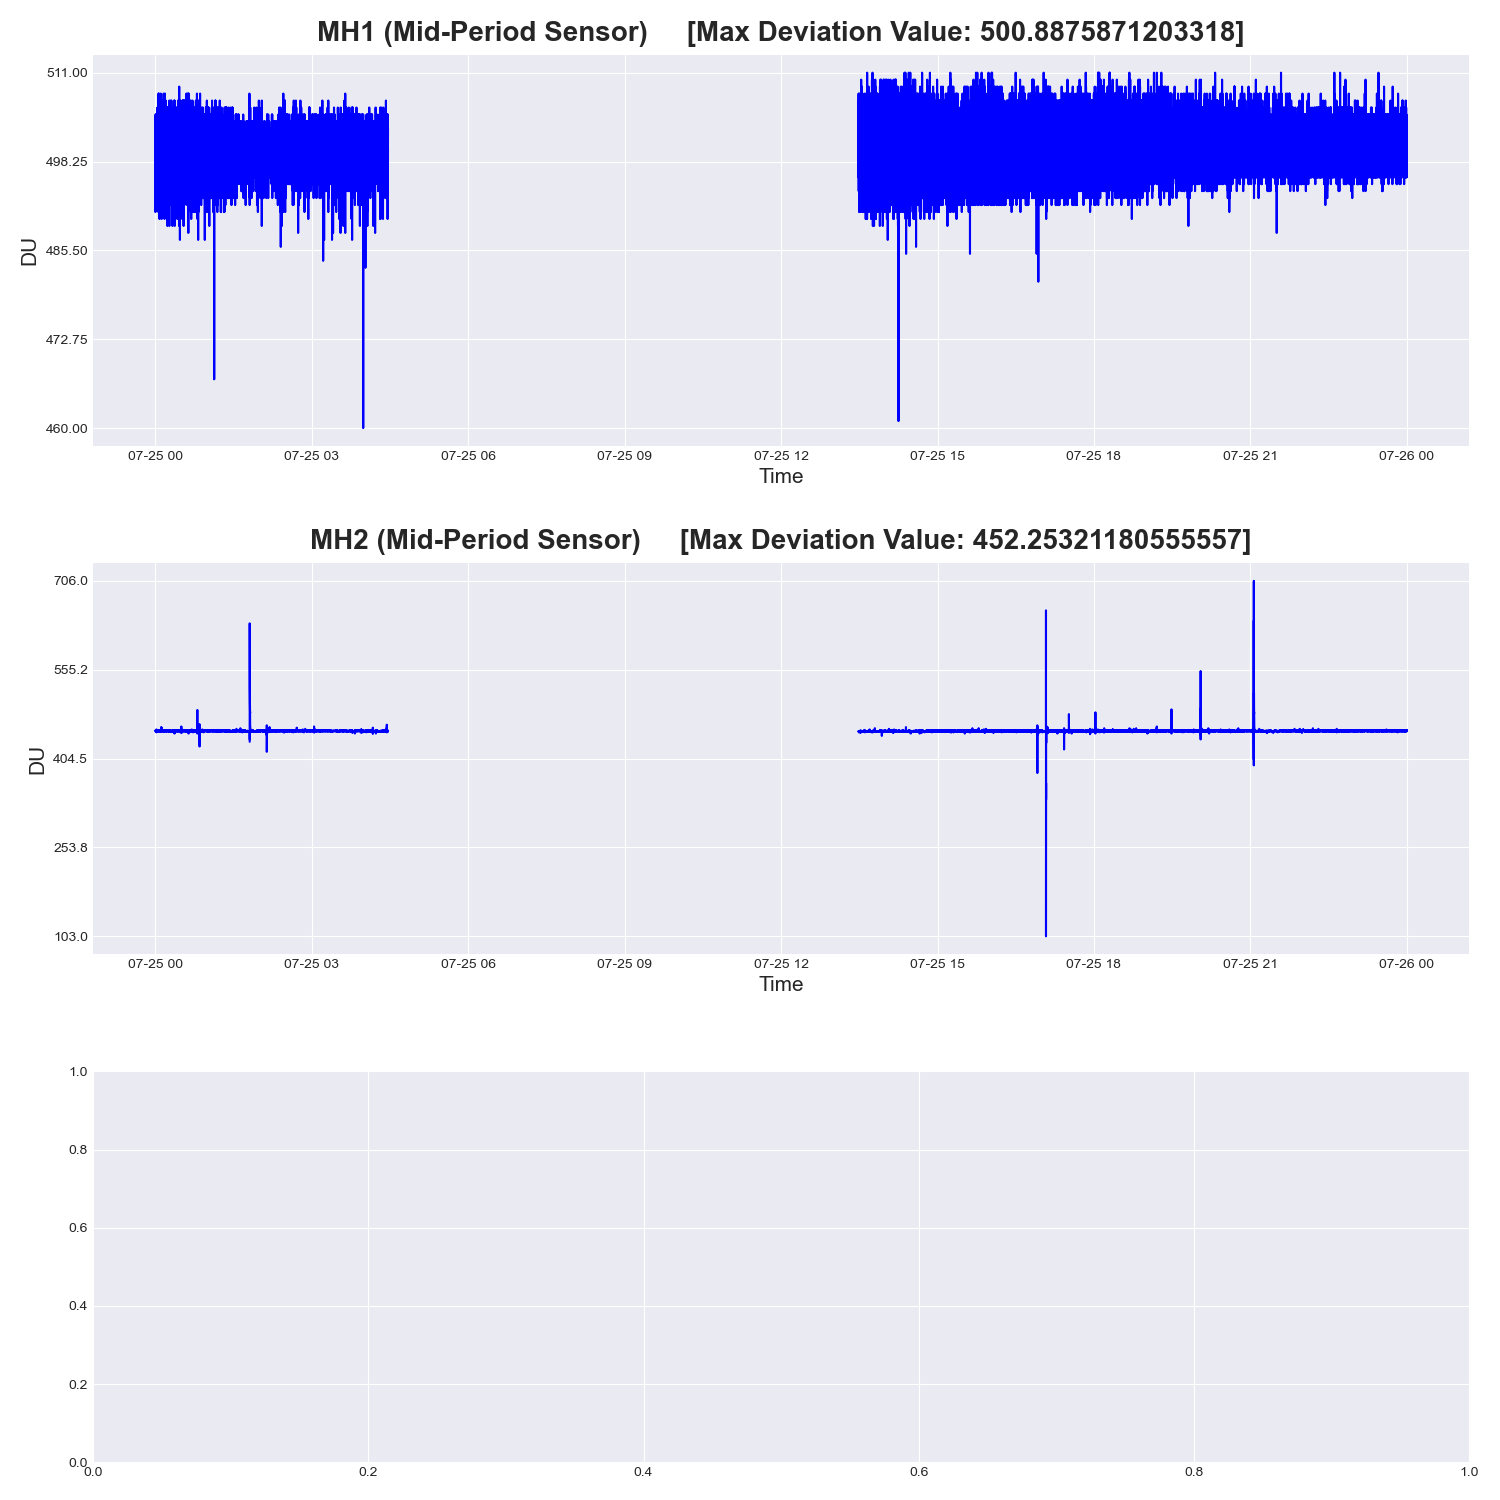 MH1 (Mid-Period Sensor) [Max Deviation Value: 500.8875871203318]
511.00
498.25
485.50
472.75
460.00
DU
07-25 00 07-25 03 07-25 06 07-25 09 07-25 12 07-25 15 07-25 18 07-25 21 07-26 00
Time
MH2 (Mid-Period Sensor) [Max Deviation Value: 452.25321180555557]
706.0
555.2
404.5
253.8
103.0
DU
07-25 00 07-25 03 07-25 06 07-25 09 07-25 12 07-25 15 07-25 18 07-25 21 07-26 00
Time
1.0
0.8
0.6
0.4
0.2
0.0
0.0 0.2 0.4 0.6 0.8 1.0